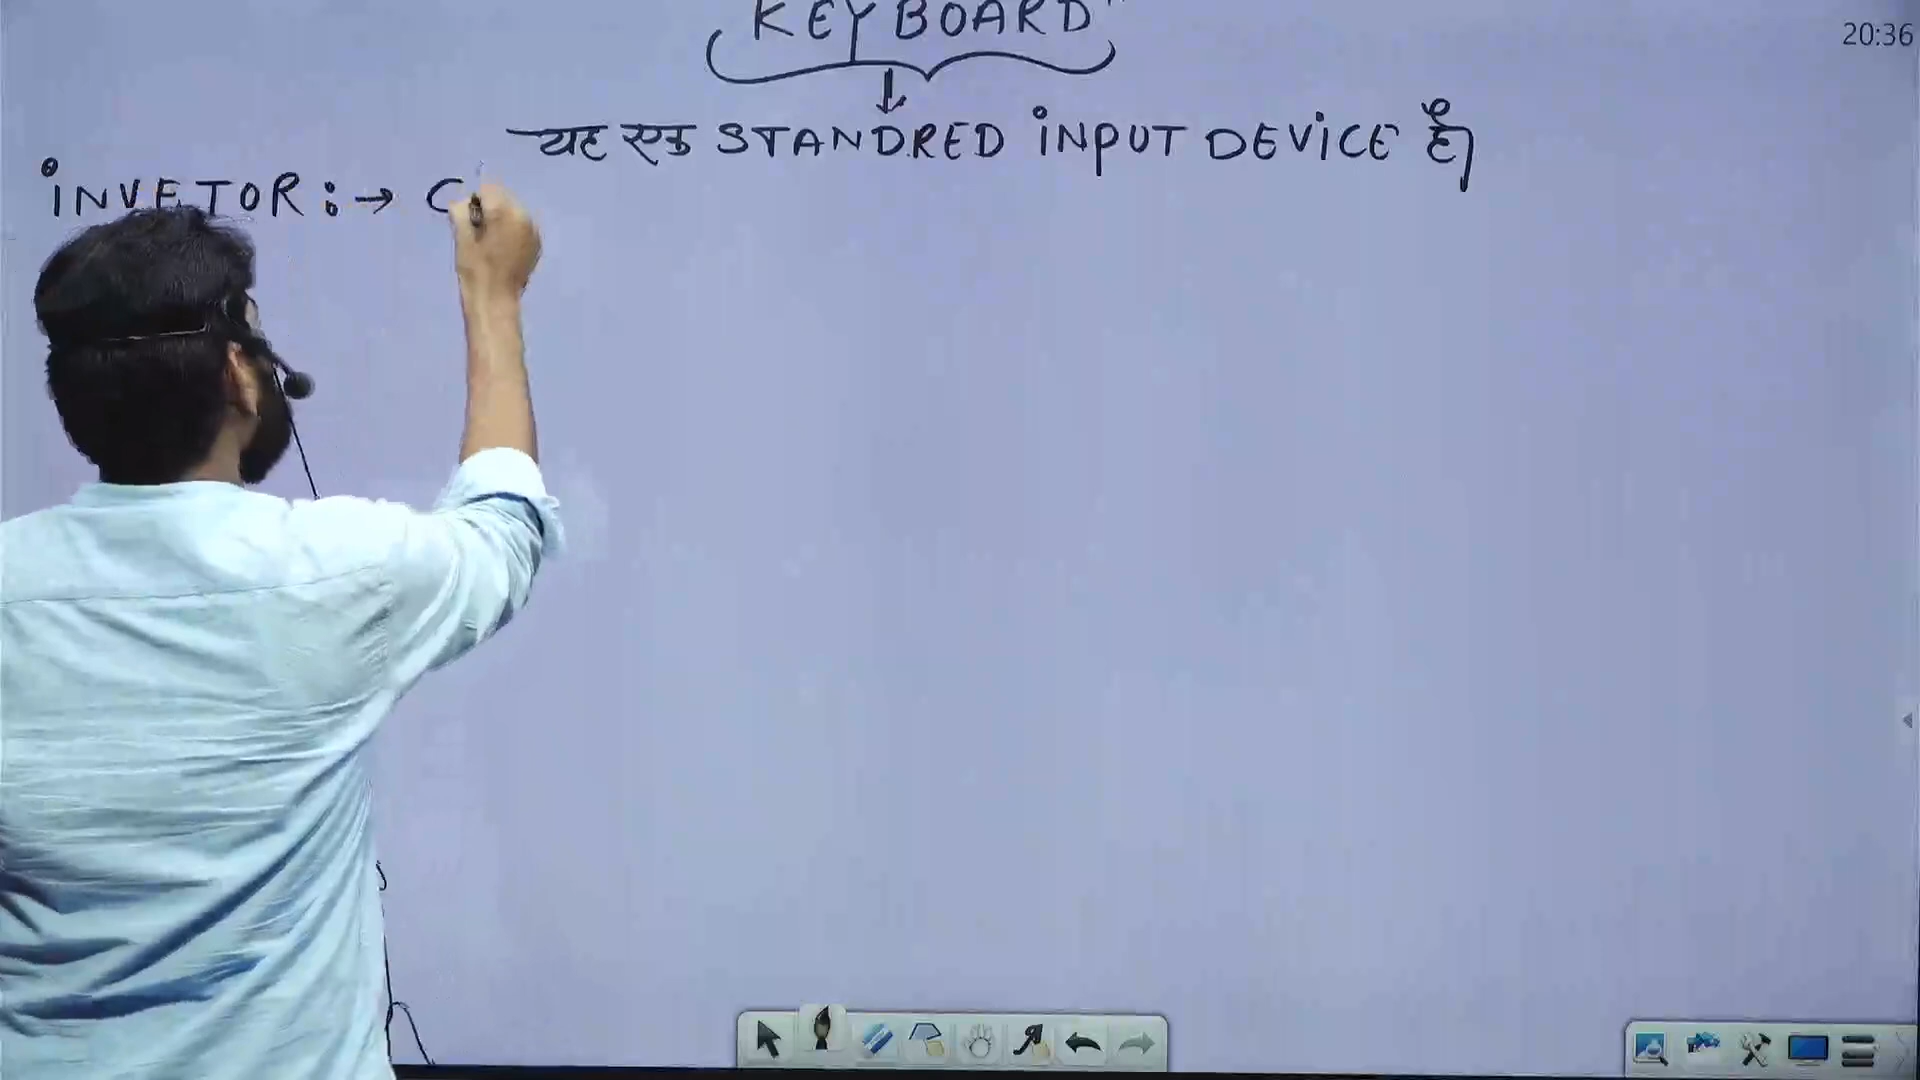 KEYBOARD"
20:36
यह एक STANDRED INPUT DEVICE है।
INVETOR :→ C